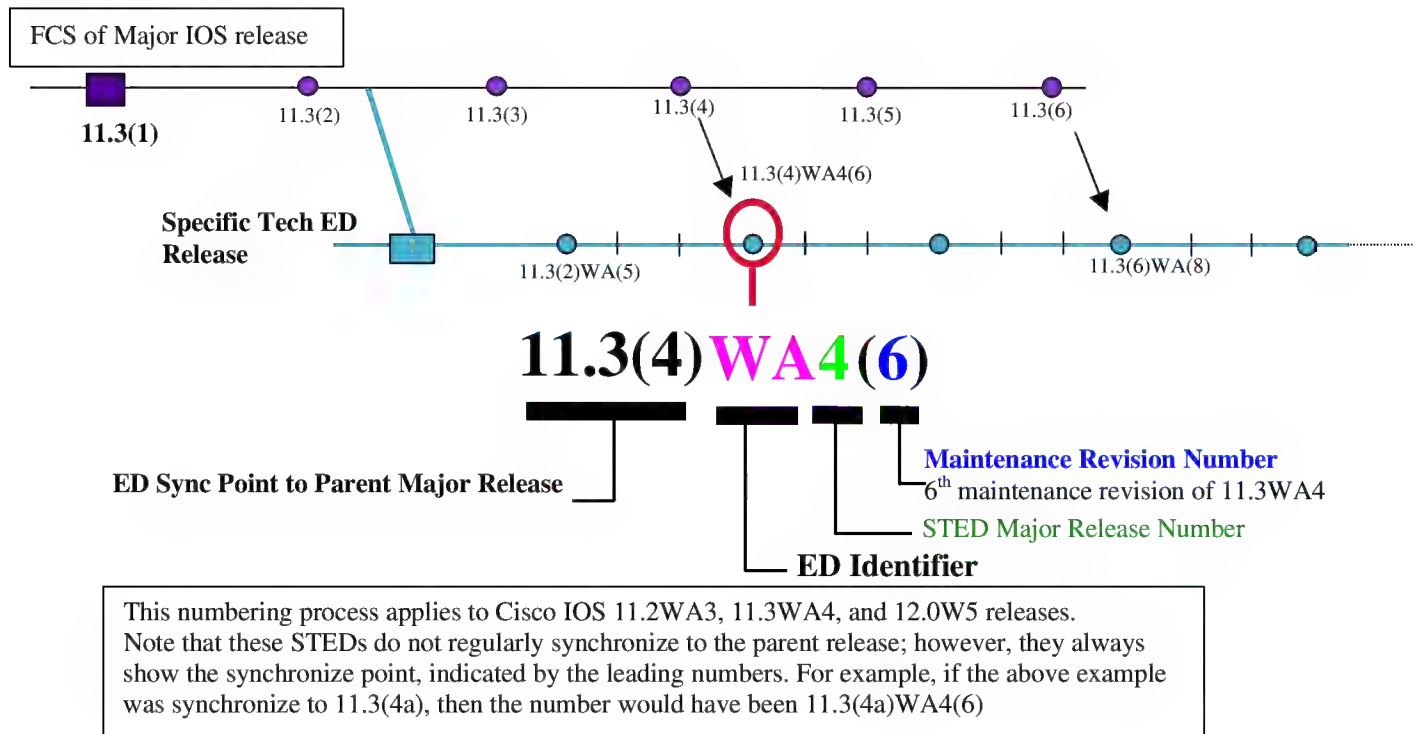 FCS of Major IOS release
11.3(1)
11.3(2)
11.3(3)
11.3(4)
11.3(5)
11.3(6)
11.3(4)WA4(6)
Specific Tech ED
Release
11.3(2)WA(5)
11.3(6)WA(8)
11.3(4)WA4(6)
Maintenance Revision Number
6th maintenance revision of 11.3WA4
ED Sync Point to Parent Major Release
STED Major Release Number
ED Identifier
This numbering process applies to Cisco IOS 11.2WA3, 11.3WA4, and 12.0W5 releases.
Note that these STEDs do not regularly synchronize to the parent release; however, they always
show the synchronize point, indicated by the leading numbers. For example, if the above example
was synchronize to 11.3(4a), then the number would have been 11.3(4a)WA4(6)